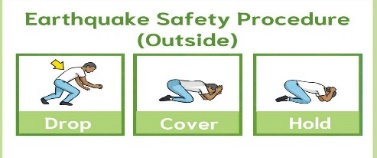 Earthquake Safety Procedure
(Outside)
Drop
Cover
Hold